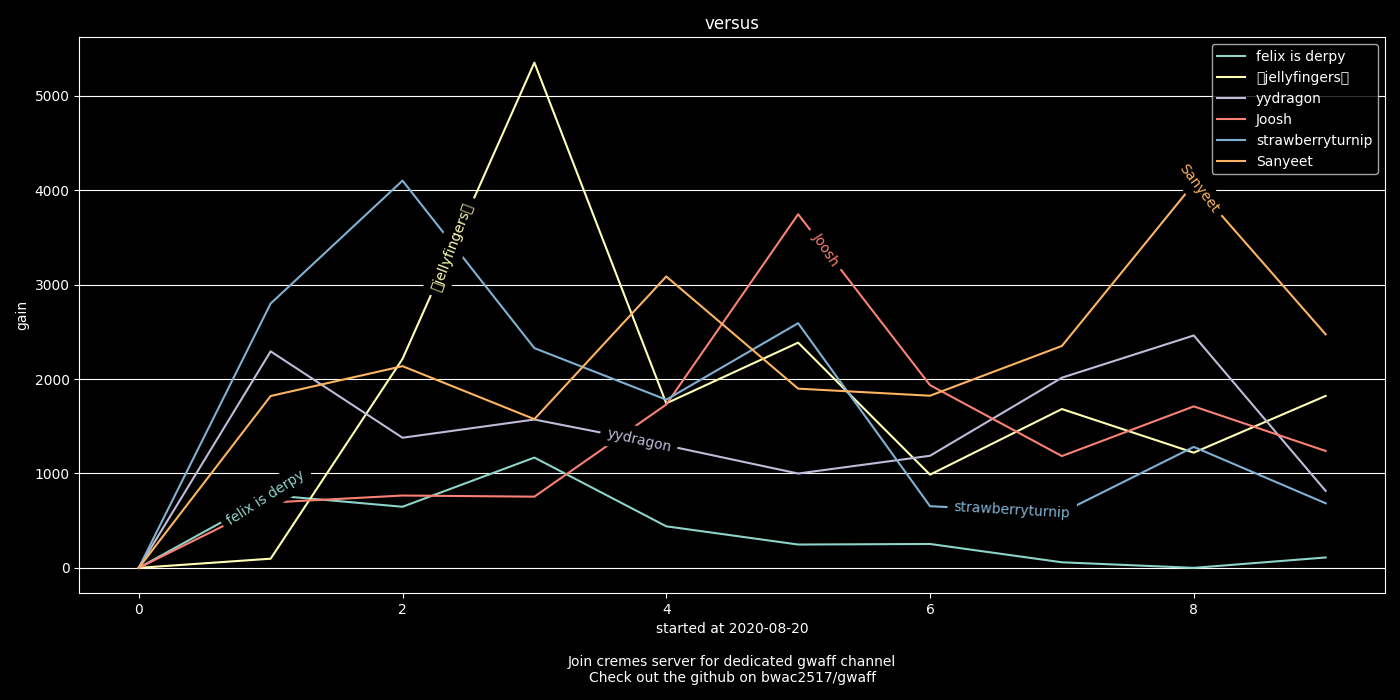 versus
felix is derpy
▯jellyfingers▯
yydragon
Joosh
strawberryturnip
Sanyeet
5000
4000
3000
2000
1000
0
gain
Sanyeet
▯jellyfingers▯
Joosh
yydragon
felix is derpy
strawberryturnip
0 2 4 6 8
started at 2020-08-20
Join cremes server for dedicated gwaff channel
Check out the github on bwac2517/gwaff